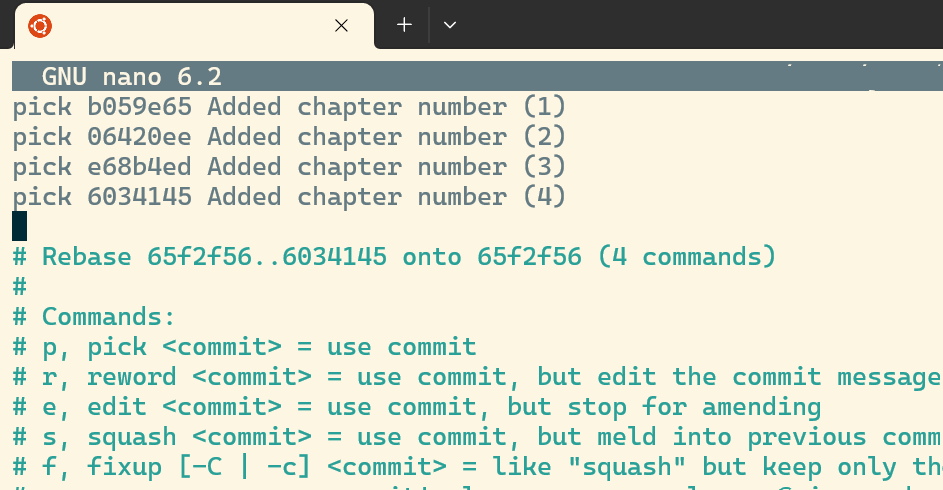 GNU nano 6.2
pick b059e65 Added chapter number (1)
pick 06420ee Added chapter number (2)
pick e68b4ed Added chapter number (3)
pick 6034145 Added chapter number (4)
# Rebase 65f2f56..6034145 onto 65f2f56 (4 commands)
#
# Commands:
# p, pick <commit> = use commit
# r, reword <commit> = use commit, but edit the commit message
# e, edit <commit> = use commit, but stop for amending
# s, squash <commit> = use commit, but meld into previous comm
# f, fixup [-C | -c] <commit> = like "squash" but keep only th